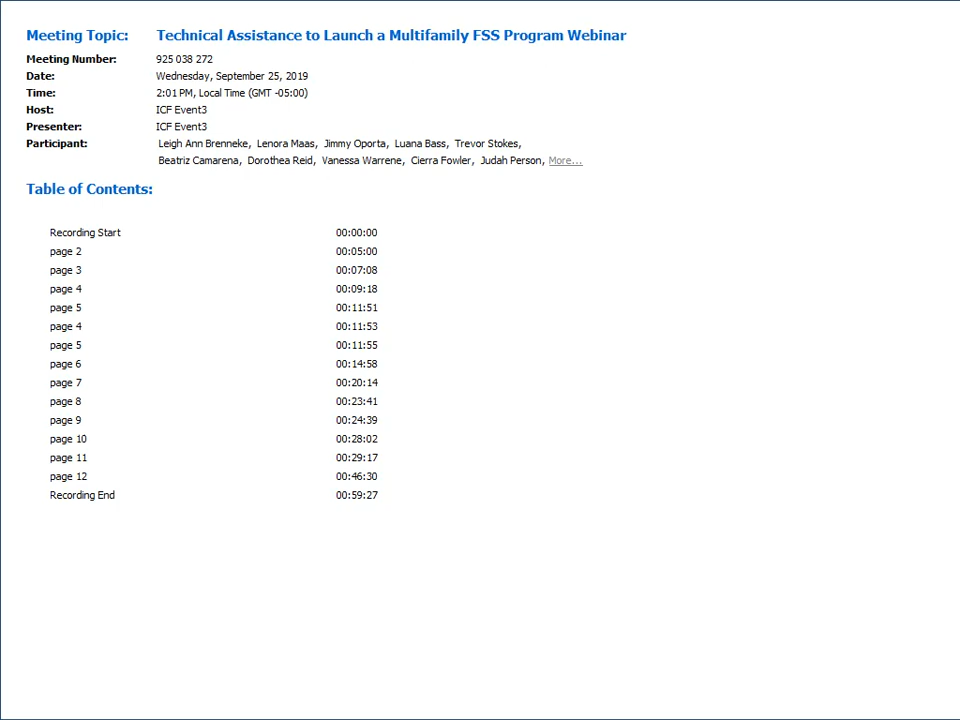 Meeting Topic: Technical Assistance to Launch a Multifamily FSS Program Webinar
Meeting Number: 925 038 272
Date: Wednesday, September 25, 2019
Time: 2:01 PM, Local Time (GMT -05:00)
Host: ICF Event3
Presenter: ICF Event3
Participant: Leigh Ann Brenneke, Lenora Maas, Jimmy Oporta, Luana Bass, Trevor Stokes,
Beatriz Camarena, Dorothea Reid, Vanessa Warrene, Cierra Fowler, Judah Person, More...
Table of Contents:
Recording Start 00:00:00
page 2 00:05:00
page 3 00:07:08
page 4 00:09:18
page 5 00:11:51
page 4 00:11:53
page 5 00:11:55
page 6 00:14:58
page 7 00:20:14
page 8 00:23:41
page 9 00:24:39
page 10 00:28:02
page 11 00:29:17
page 12 00:46:30
Recording End 00:59:27